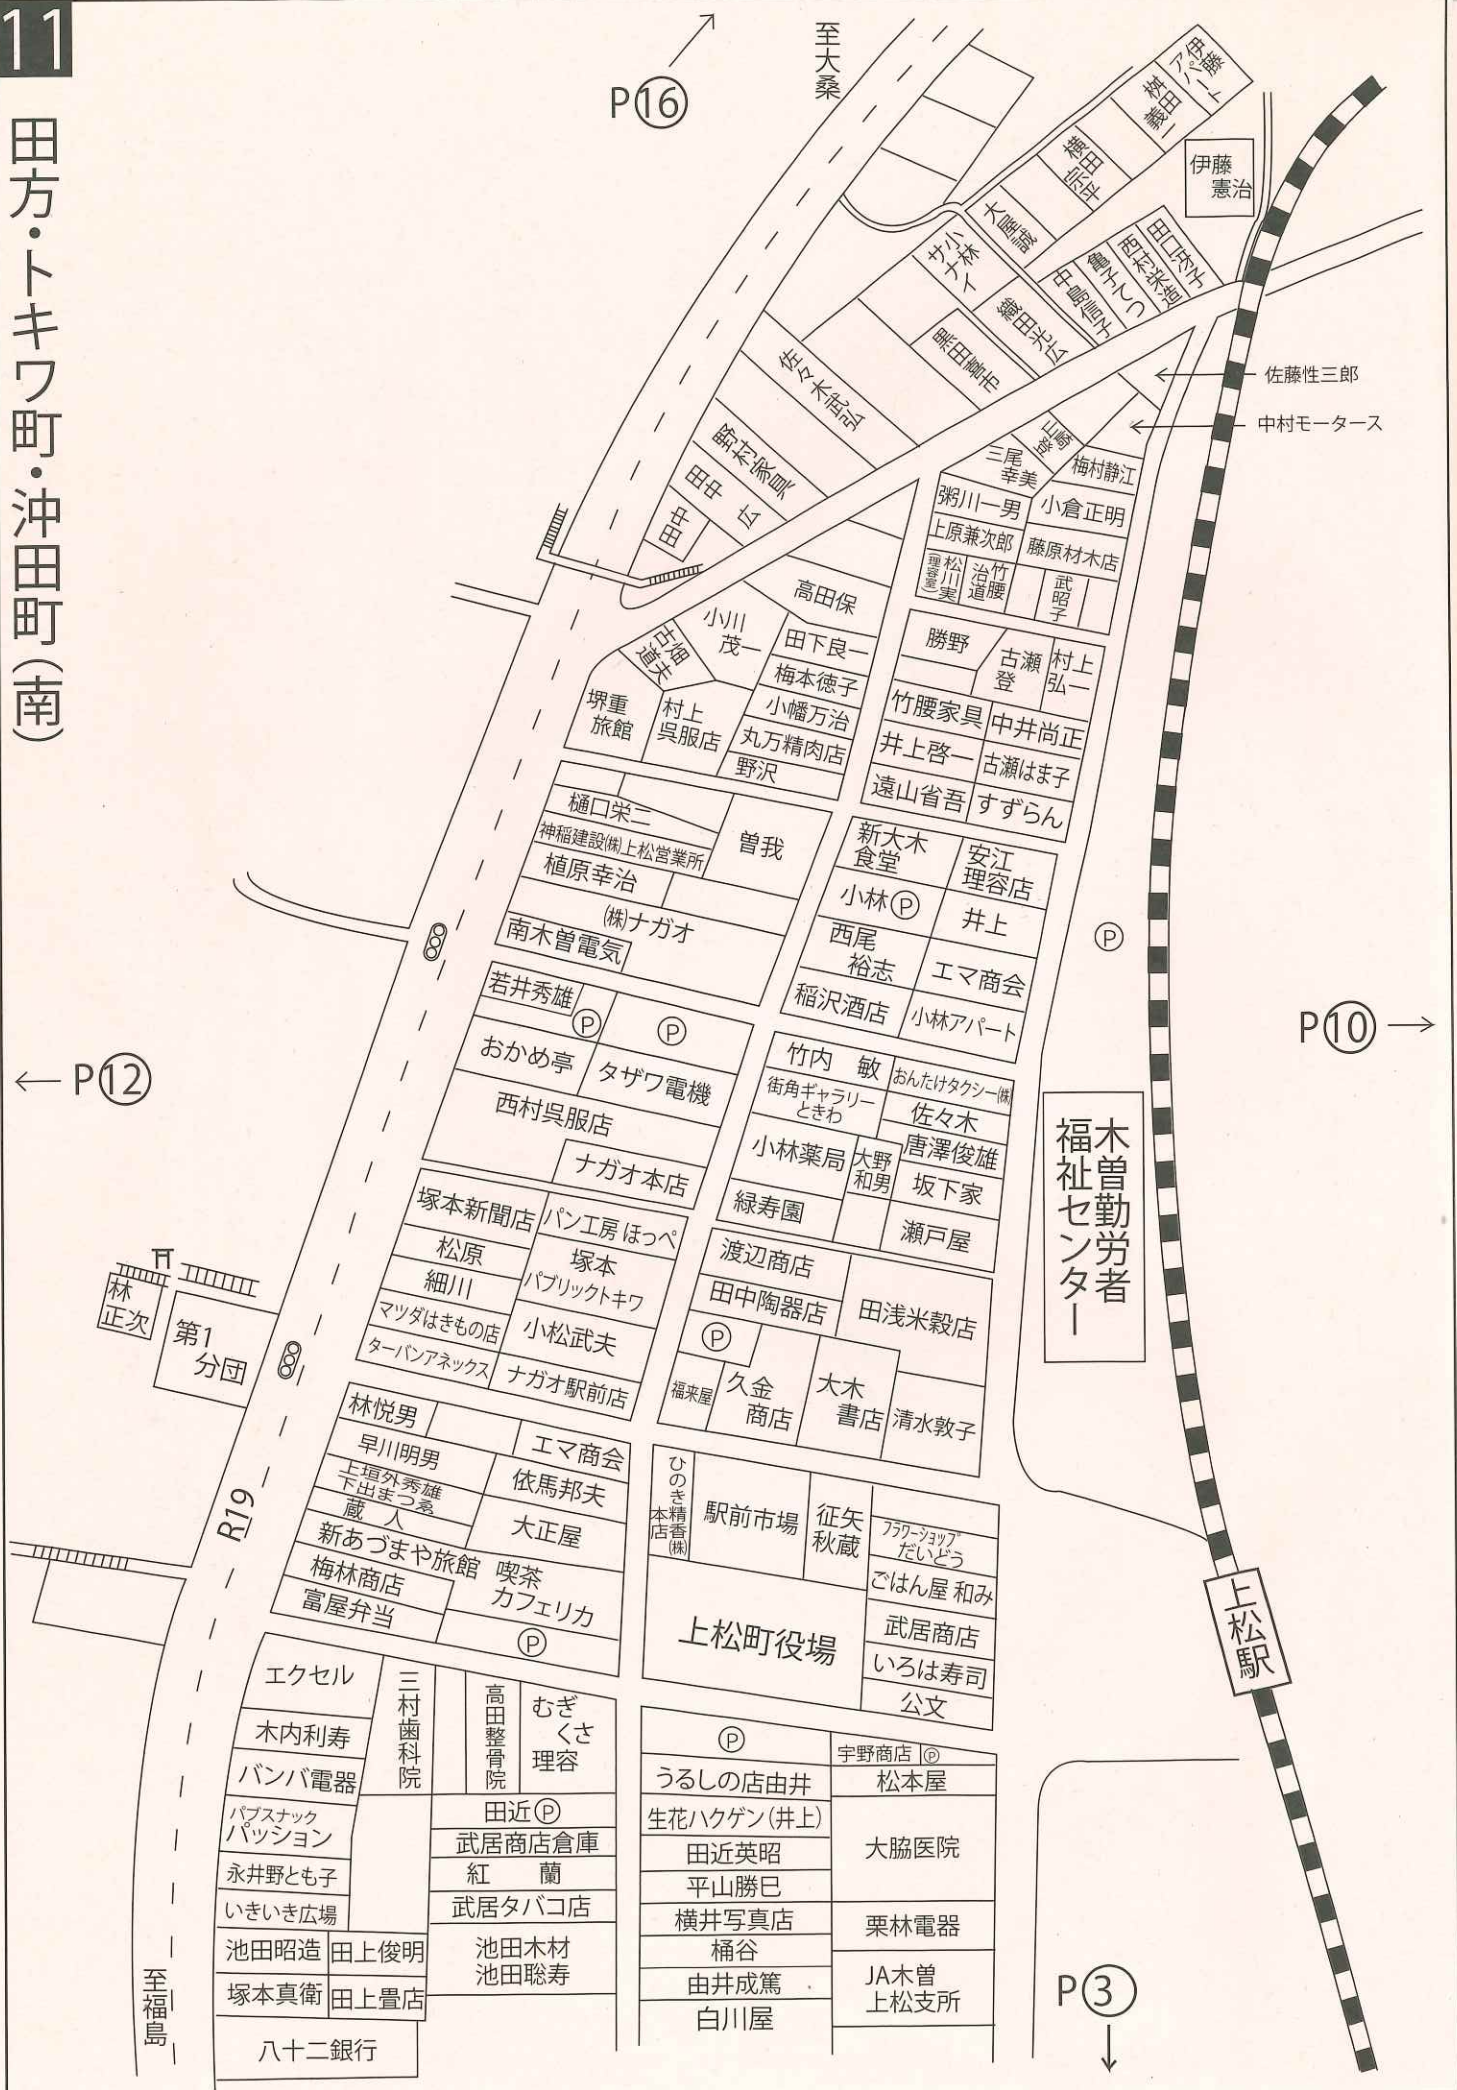 11
田方・トキワ町・沖田町(南)
P⑯
至大桑
伊藤
アパート
桝田
義一
横田
宗平
大屋誠
伊藤
憲治
小林
サナイ
田口冴子
西村栄造
亀子てつ
中島信子
織田光広
黒田喜市
佐々木武弘
佐藤性三郎
中村モータース
野村家具
田中広
田中
三尾
幸美
梅村静江
粥川一男
小倉正明
上原兼次郎
藤原材木店
松川実
(理容室)
竹腰
治道
武昭子
高田保
小川
茂一
古畑
道夫
田下良一
梅本徳子
小幡万治
丸万精肉店
野沢
堺重
旅館
村上
呉服店
勝野
古瀬
登
村上
弘一
竹腰家具
中井尚正
井上啓一
古瀬はま子
遠山省吾
すずらん
樋口栄二
神稲建設㈱上松営業所
曽我
植原幸治
(株)ナガオ
南木曽電気
新大木
食堂
安江
理容店
小林Ⓟ
井上
西尾
裕志
エマ商会
稲沢酒店
小林アパート
Ⓟ
若井秀雄
Ⓟ
Ⓟ
おかめ亭
タザワ電機
西村呉服店
ナガオ本店
竹内 敏
おんたけタクシー㈱
街角ギャラリー
ときわ
佐々木
小林薬局
大野
和男
唐澤俊雄
坂下家
緑寿園
瀬戸屋
P⑩→
←P⑫
木曽勤労者
福祉センター
塚本新聞店
パン工房 ほっぺ
松原
塚本
パブリックトキワ
細川
マツダはきもの店
小松武夫
ターバンアネックス
ナガオ駅前店
渡辺商店
田中陶器店
田浅米穀店
Ⓟ
福来屋
久金
商店
大木
書店
清水敦子
林
正次
第1
分団
林悦男
エマ商会
早川明男
依馬邦夫
上垣外秀雄
下出まつゑ
蔵 人
大正屋
新あづまや旅館
喫茶
カフェリカ
梅林商店
富屋弁当
Ⓟ
R19
ひのき精香㈱
本店
駅前市場
征矢
秋蔵
フラワーショップ
だいどう
ごはん屋 和み
上松町役場
武居商店
いろは寿司
公文
上松駅
エクセル
三村歯科院
高田整骨院
むぎ
くさ
理容
木内利寿
バンバ電器
パブスナック
パッション
永井野とも子
いきいき広場
田近Ⓟ
武居商店倉庫
紅 蘭
武居タバコ店
池田昭造
田上俊明
池田木材
池田聡寿
塚本真衛
田上畳店
八十二銀行
至福島
Ⓟ
宇野商店
Ⓟ
うるしの店由井
松本屋
生花ハクゲン(井上)
田近英昭
大脇医院
平山勝巳
横井写真店
栗林電器
桶谷
由井成篤
JA木曽
上松支所
白川屋
P③
↓